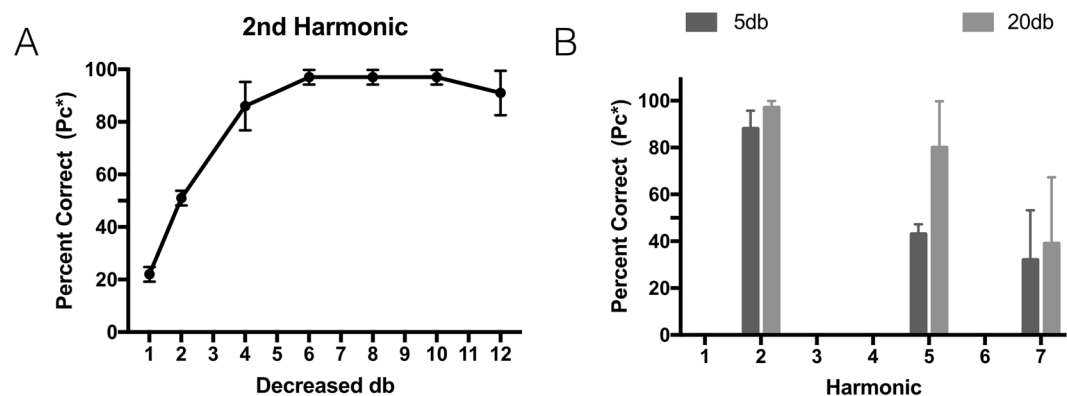 A
2nd Harmonic
Percent Correct (Pc*)
100
80
60
40
20
0
1 2 3 4 5 6 7 8 9 10 11 12
Decreased db
B
5db 20db
Percent Correct (Pc*)
100
80
60
40
20
0
1 2 3 4 5 6 7
Harmonic